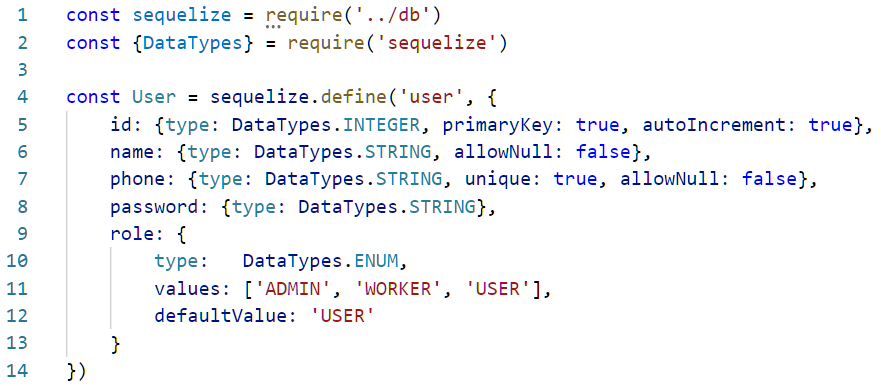 1 const sequelize = require('../db')
2 const {DataTypes} = require('sequelize')
3
4 const User = sequelize.define('user', {
5     id: {type: DataTypes.INTEGER, primaryKey: true, autoIncrement: true},
6     name: {type: DataTypes.STRING, allowNull: false},
7     phone: {type: DataTypes.STRING, unique: true, allowNull: false},
8     password: {type: DataTypes.STRING},
9     role: {
10         type:   DataTypes.ENUM,
11         values: ['ADMIN', 'WORKER', 'USER'],
12         defaultValue: 'USER'
13     }
14 })